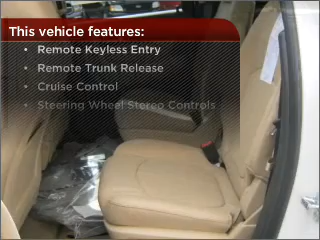 This vehicle features:
• Remote Keyless Entry
• Remote Trunk Release
• Cruise Control
• Steering Wheel Stereo Controls